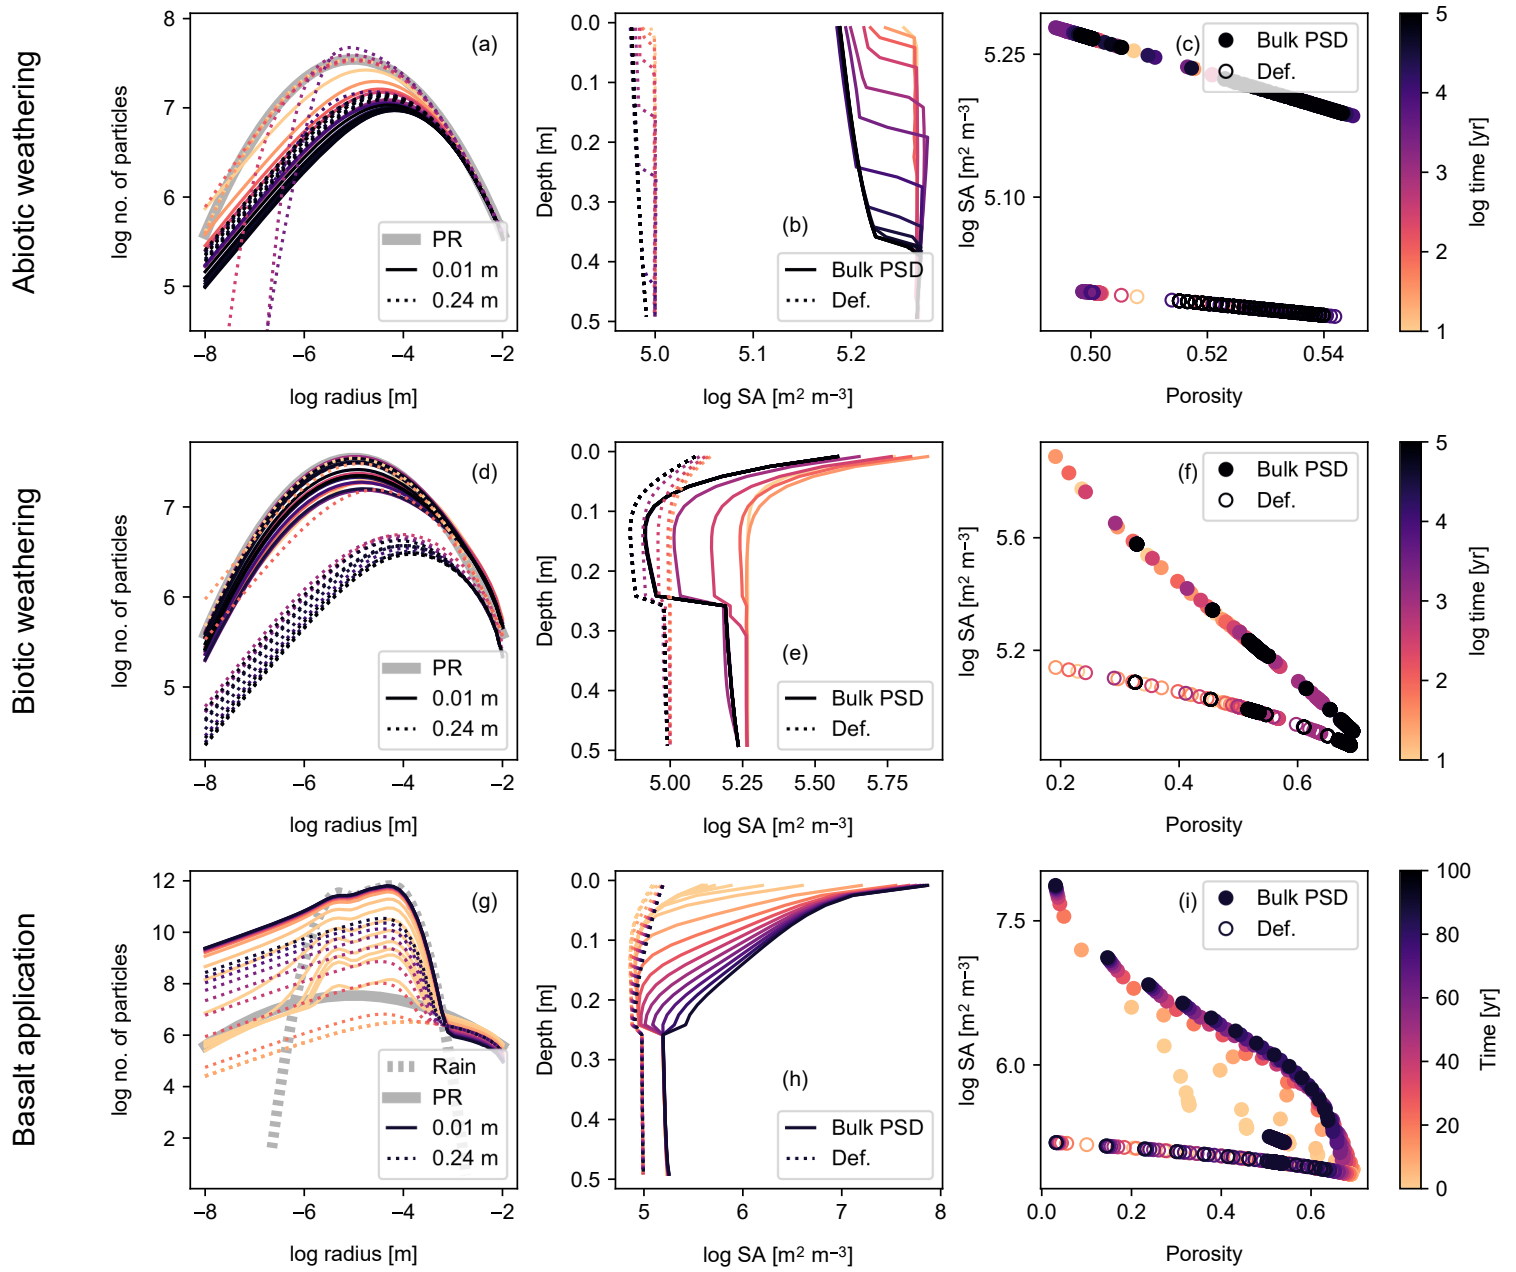 Abiotic weathering
log no. of particles
8
7
6
5
(a)
PR
0.01 m
0.24 m
−8
−6
−4
−2
log radius [m]
Depth [m]
0.0
0.1
0.2
0.3
0.4
0.5
(b)
Bulk PSD
Def.
5.0
5.1
5.2
log SA [m² m⁻³]
log SA [m² m⁻³]
5.25
5.10
(c)
Bulk PSD
Def.
0.50
0.52
0.54
Porosity
5
4
3
2
1
log time [yr]
Biotic weathering
log no. of particles
7
6
5
(d)
PR
0.01 m
0.24 m
−8
−6
−4
−2
log radius [m]
Depth [m]
0.0
0.1
0.2
0.3
0.4
0.5
(e)
Bulk PSD
Def.
5.00
5.25
5.50
5.75
log SA [m² m⁻³]
log SA [m² m⁻³]
5.6
5.2
(f)
Bulk PSD
Def.
0.2
0.4
0.6
Porosity
5
4
3
2
1
log time [yr]
Basalt application
log no. of particles
12
10
8
6
4
2
(g)
Rain
PR
0.01 m
0.24 m
−8
−6
−4
−2
log radius [m]
Depth [m]
0.0
0.1
0.2
0.3
0.4
0.5
(h)
Bulk PSD
Def.
5
6
7
8
log SA [m² m⁻³]
log SA [m² m⁻³]
7.5
6.0
(i)
Bulk PSD
Def.
0.0
0.2
0.4
0.6
Porosity
100
80
60
40
20
0
Time [yr]